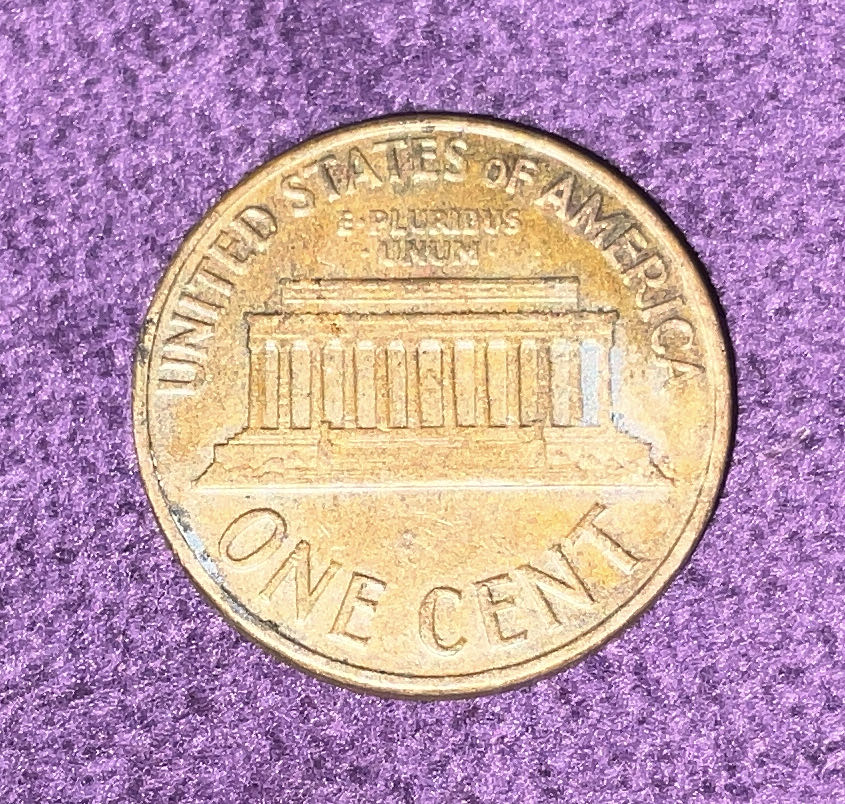 UNITED STATES OF AMERICA
E·PLURIBUS
·UNUM·
ONE CENT